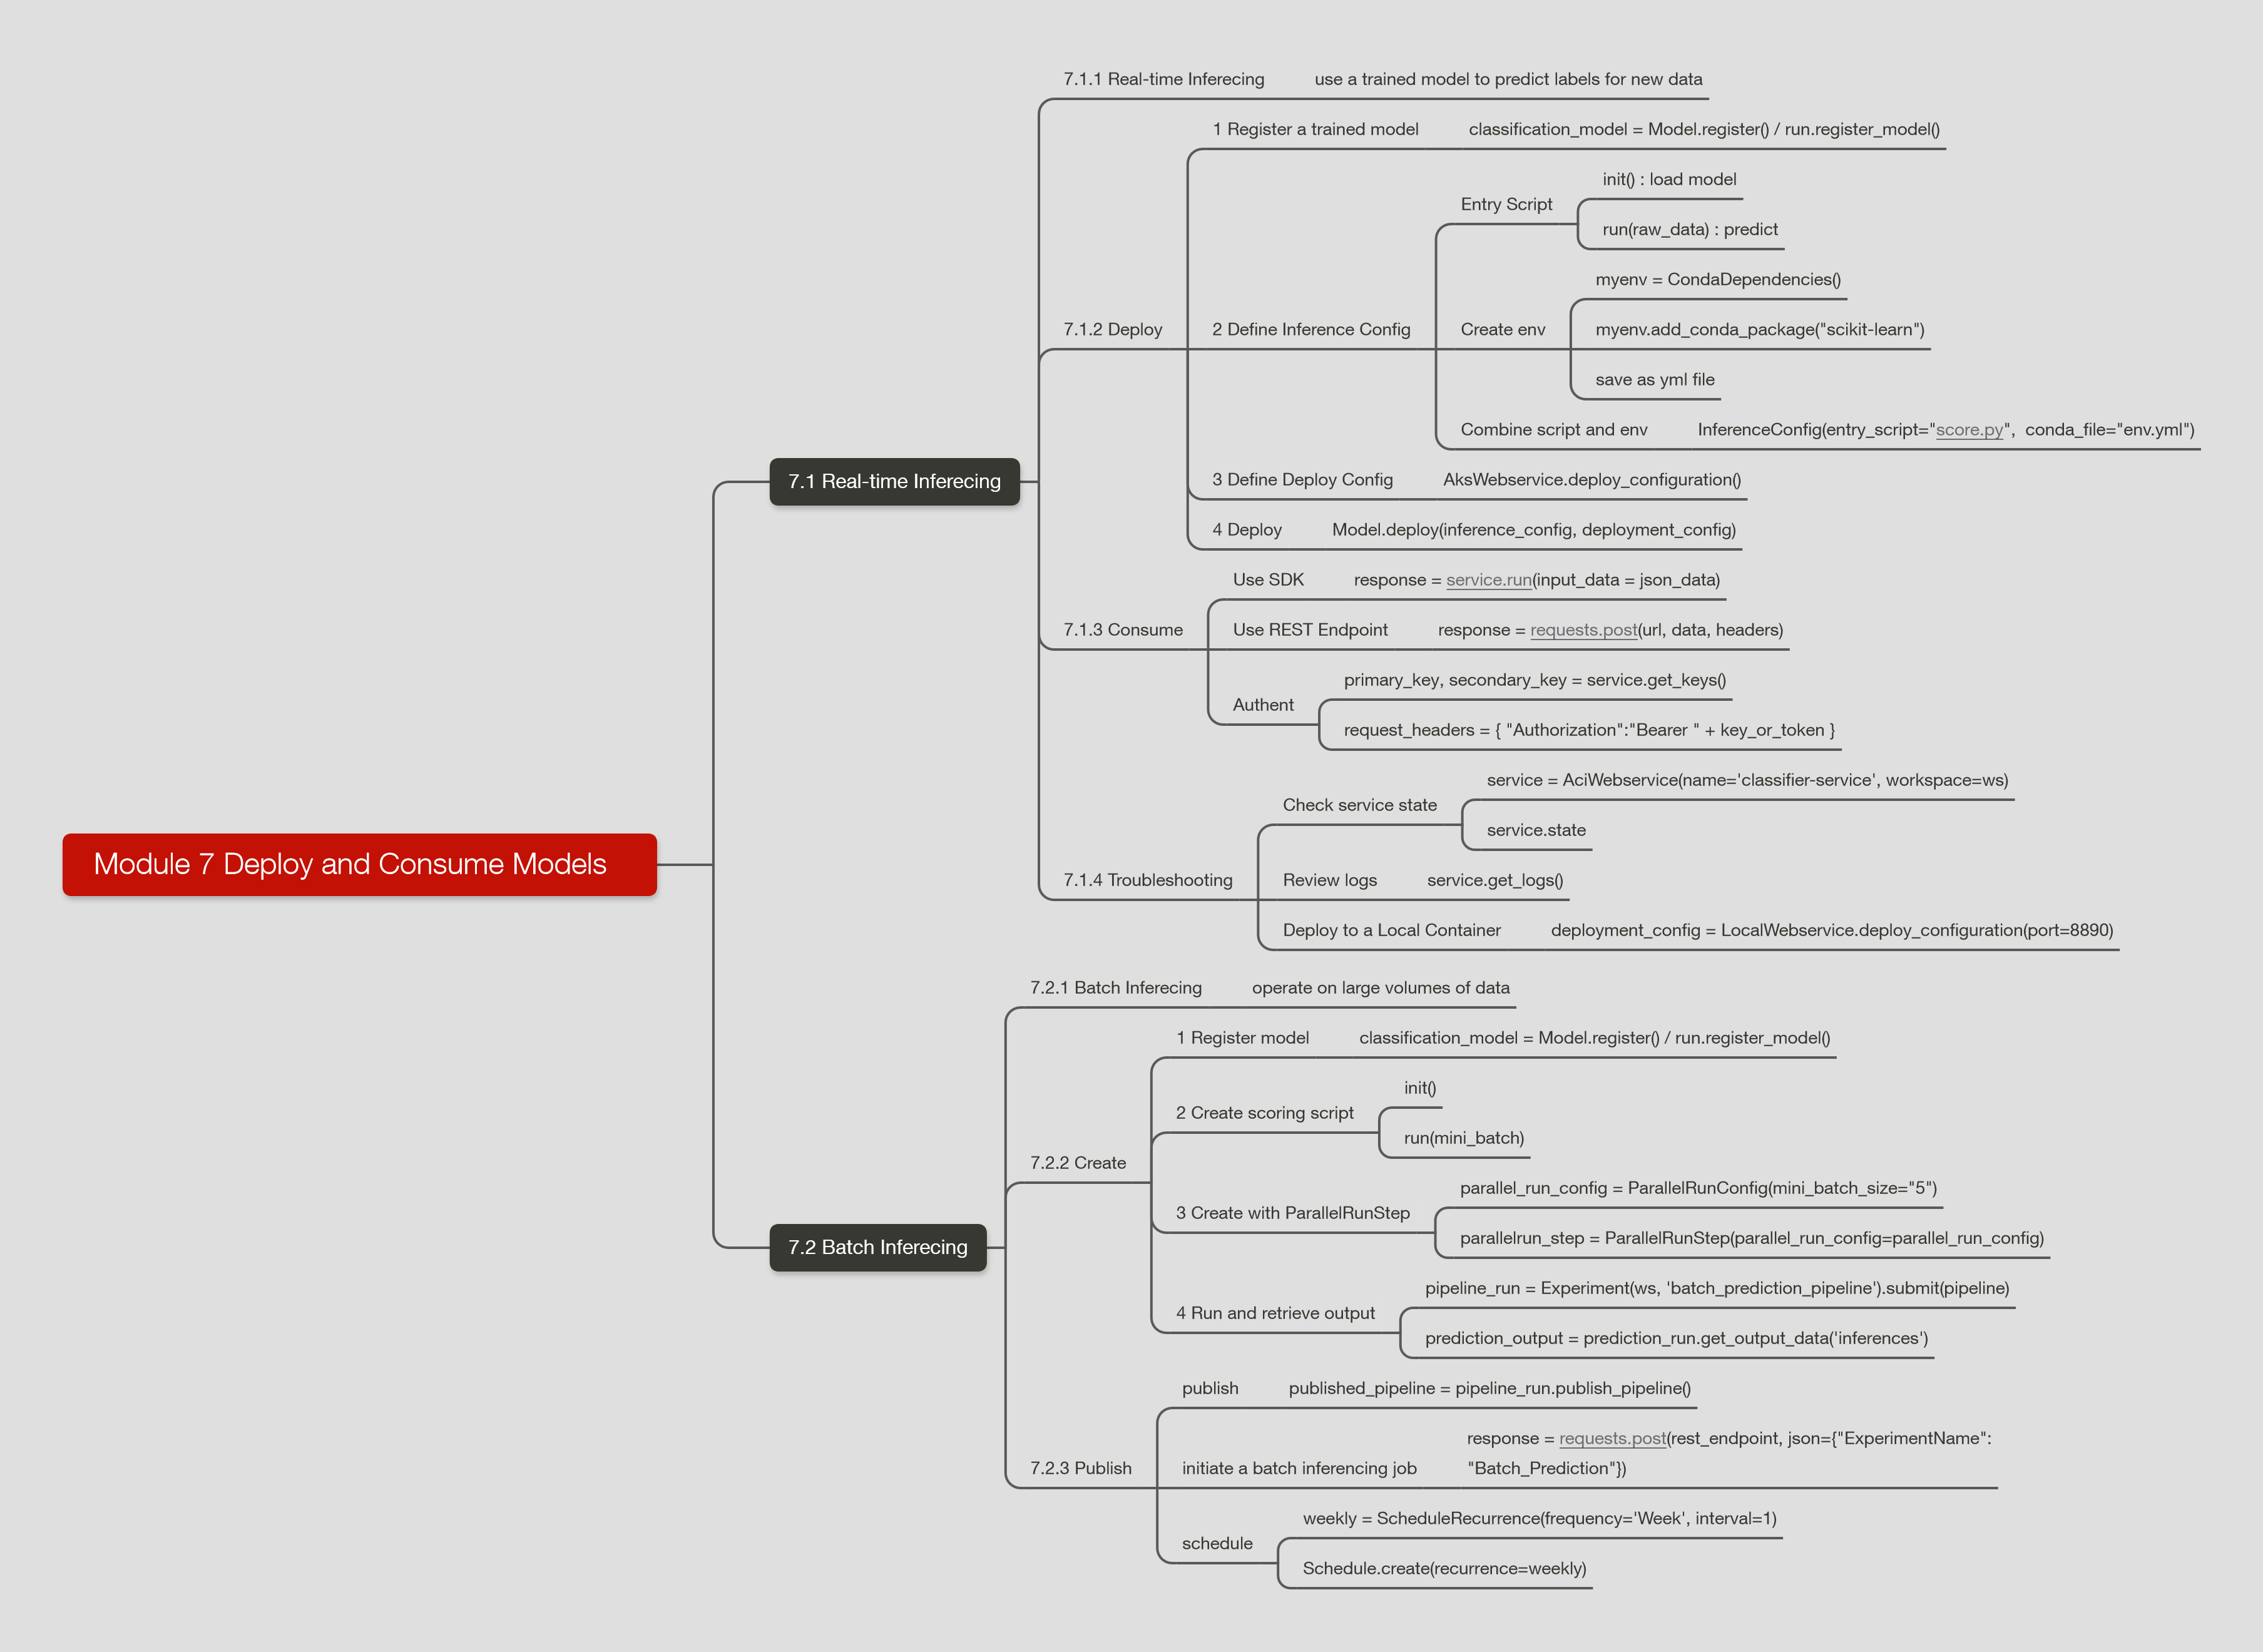 Module 7 Deploy and Consume Models
7.1 Real-time Inferecing
7.1.1 Real-time Inferecing
use a trained model to predict labels for new data
7.1.2 Deploy
1 Register a trained model
classification_model = Model.register() / run.register_model()
2 Define Inference Config
Entry Script
init() : load model
run(raw_data) : predict
Create env
myenv = CondaDependencies()
myenv.add_conda_package("scikit-learn")
save as yml file
Combine script and env
InferenceConfig(entry_script="score.py",  conda_file="env.yml")
3 Define Deploy Config
AksWebservice.deploy_configuration()
4 Deploy
Model.deploy(inference_config, deployment_config)
7.1.3 Consume
Use SDK
response = service.run(input_data = json_data)
Use REST Endpoint
response = requests.post(url, data, headers)
Authent
primary_key, secondary_key = service.get_keys()
request_headers = { "Authorization":"Bearer " + key_or_token }
7.1.4 Troubleshooting
Check service state
service = AciWebservice(name='classifier-service', workspace=ws)
service.state
Review logs
service.get_logs()
Deploy to a Local Container
deployment_config = LocalWebservice.deploy_configuration(port=8890)
7.2 Batch Inferecing
7.2.1 Batch Inferecing
operate on large volumes of data
7.2.2 Create
1 Register model
classification_model = Model.register() / run.register_model()
2 Create scoring script
init()
run(mini_batch)
3 Create with ParallelRunStep
parallel_run_config = ParallelRunConfig(mini_batch_size="5")
parallelrun_step = ParallelRunStep(parallel_run_config=parallel_run_config)
4 Run and retrieve output
pipeline_run = Experiment(ws, 'batch_prediction_pipeline').submit(pipeline)
prediction_output = prediction_run.get_output_data('inferences')
7.2.3 Publish
publish
published_pipeline = pipeline_run.publish_pipeline()
initiate a batch inferencing job
response = requests.post(rest_endpoint, json={"ExperimentName":
"Batch_Prediction"})
schedule
weekly = ScheduleRecurrence(frequency='Week', interval=1)
Schedule.create(recurrence=weekly)